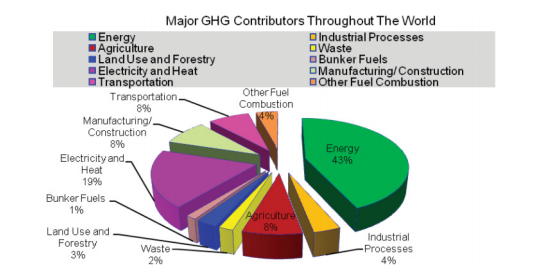 Major GHG Contributors Throughout The World
Energy
Industrial Processes
Agriculture
Waste
Land Use and Forestry
Bunker Fuels
Electricity and Heat
Manufacturing/Construction
Transportation
Other Fuel Combustion
Transportation
8%
Other Fuel
Combustion
4%
Manufacturing/
Construction
8%
Energy
43%
Electricity and
Heat
19%
Bunker Fuels
1%
Agriculture
8%
Land Use and
Forestry
3%
Waste
2%
Industrial
Processes
4%